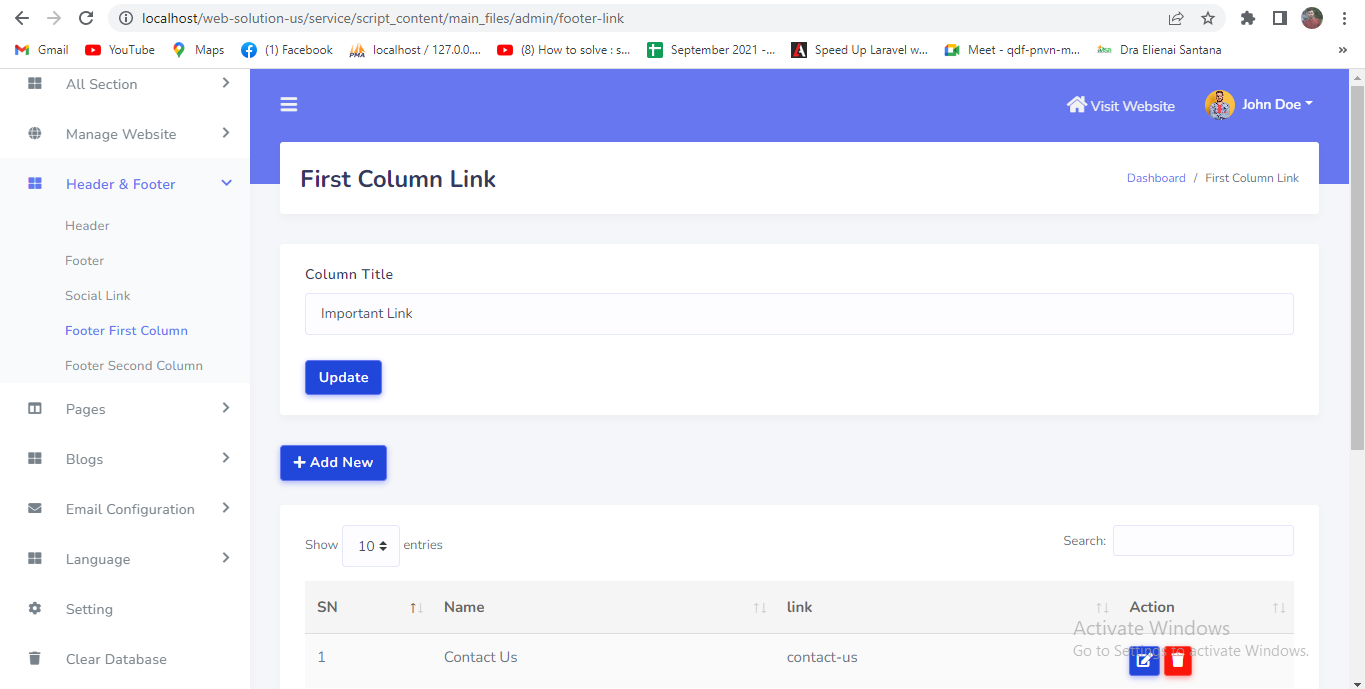 localhost/web-solution-us/service/script_content/main_files/admin/footer-link
Gmail YouTube Maps (1) Facebook localhost / 127.0.0.... (8) How to solve : s... September 2021 -... Speed Up Laravel w... Meet - qdf-pnvn-m... Dra Elienai Santana »
All Section
Manage Website
Header & Footer
Header
Footer
Social Link
Footer First Column
Footer Second Column
Pages
Blogs
Email Configuration
Language
Setting
Clear Database
Visit Website John Doe
First Column Link
Dashboard / First Column Link
Column Title
Important Link
Update
+ Add New
Show 10 entries
Search:
SN Name link Action
1 Contact Us contact-us
Activate Windows
Go to Settings to activate Windows.